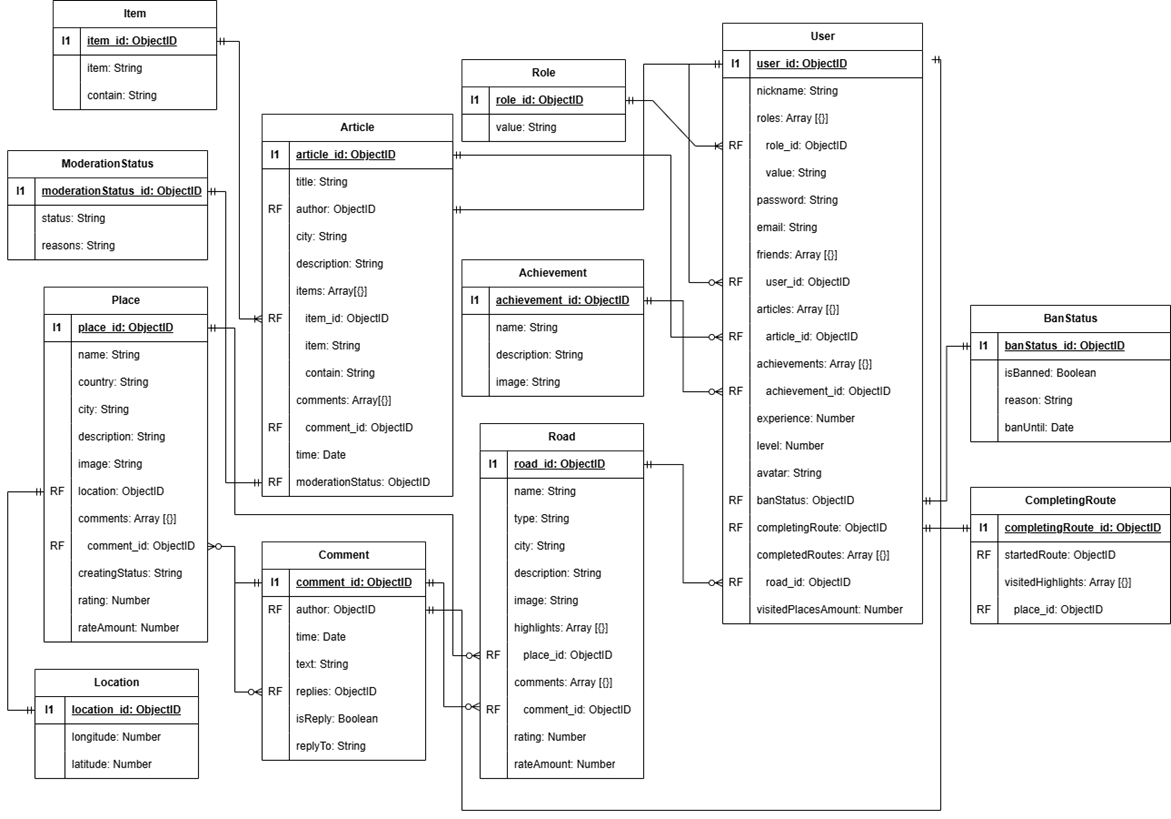 Item
I1 item_id: ObjectID
item: String
contain: String
ModerationStatus
I1 moderationStatus_id: ObjectID
status: String
reasons: String
Place
I1 place_id: ObjectID
name: String
country: String
city: String
description: String
image: String
RF location: ObjectID
comments: Array [{}]
RF comment_id: ObjectID
creatingStatus: String
rating: Number
rateAmount: Number
Location
I1 location_id: ObjectID
longitude: Number
latitude: Number
Article
I1 article_id: ObjectID
title: String
RF author: ObjectID
city: String
description: String
items: Array[{}]
RF item_id: ObjectID
item: String
contain: String
comments: Array[{}]
RF comment_id: ObjectID
time: Date
RF moderationStatus: ObjectID
Comment
I1 comment_id: ObjectID
RF author: ObjectID
time: Date
text: String
RF replies: ObjectID
isReply: Boolean
replyTo: String
Role
I1 role_id: ObjectID
value: String
Achievement
I1 achievement_id: ObjectID
name: String
description: String
image: String
Road
I1 road_id: ObjectID
name: String
type: String
city: String
description: String
image: String
highlights: Array [{}]
RF place_id: ObjectID
comments: Array [{}]
RF comment_id: ObjectID
rating: Number
rateAmount: Number
User
I1 user_id: ObjectID
nickname: String
roles: Array [{}]
RF role_id: ObjectID
value: String
password: String
email: String
friends: Array [{}]
RF user_id: ObjectID
articles: Array [{}]
RF article_id: ObjectID
achievements: Array [{}]
RF achievement_id: ObjectID
experience: Number
level: Number
avatar: String
RF banStatus: ObjectID
RF completingRoute: ObjectID
completedRoutes: Array [{}]
RF road_id: ObjectID
visitedPlacesAmount: Number
BanStatus
I1 banStatus_id: ObjectID
isBanned: Boolean
reason: String
banUntil: Date
CompletingRoute
I1 completingRoute_id: ObjectID
RF startedRoute: ObjectID
visitedHighlights: Array [{}]
RF place_id: ObjectID